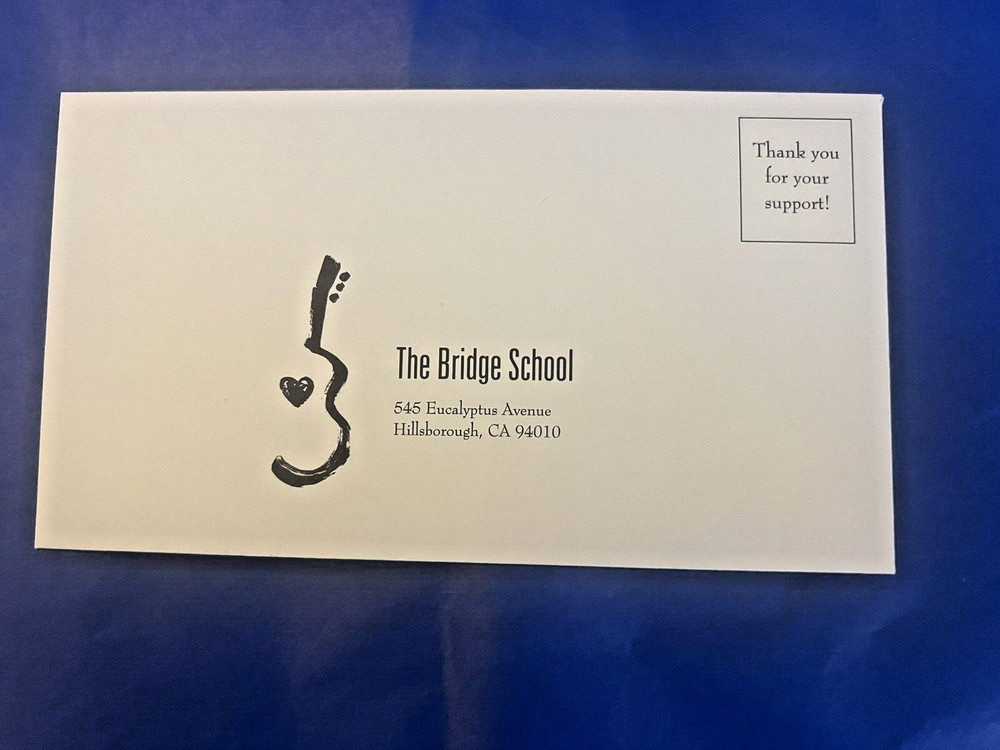 Thank you
for your
support!
The Bridge School
545 Eucalyptus Avenue
Hillsborough, CA 94010